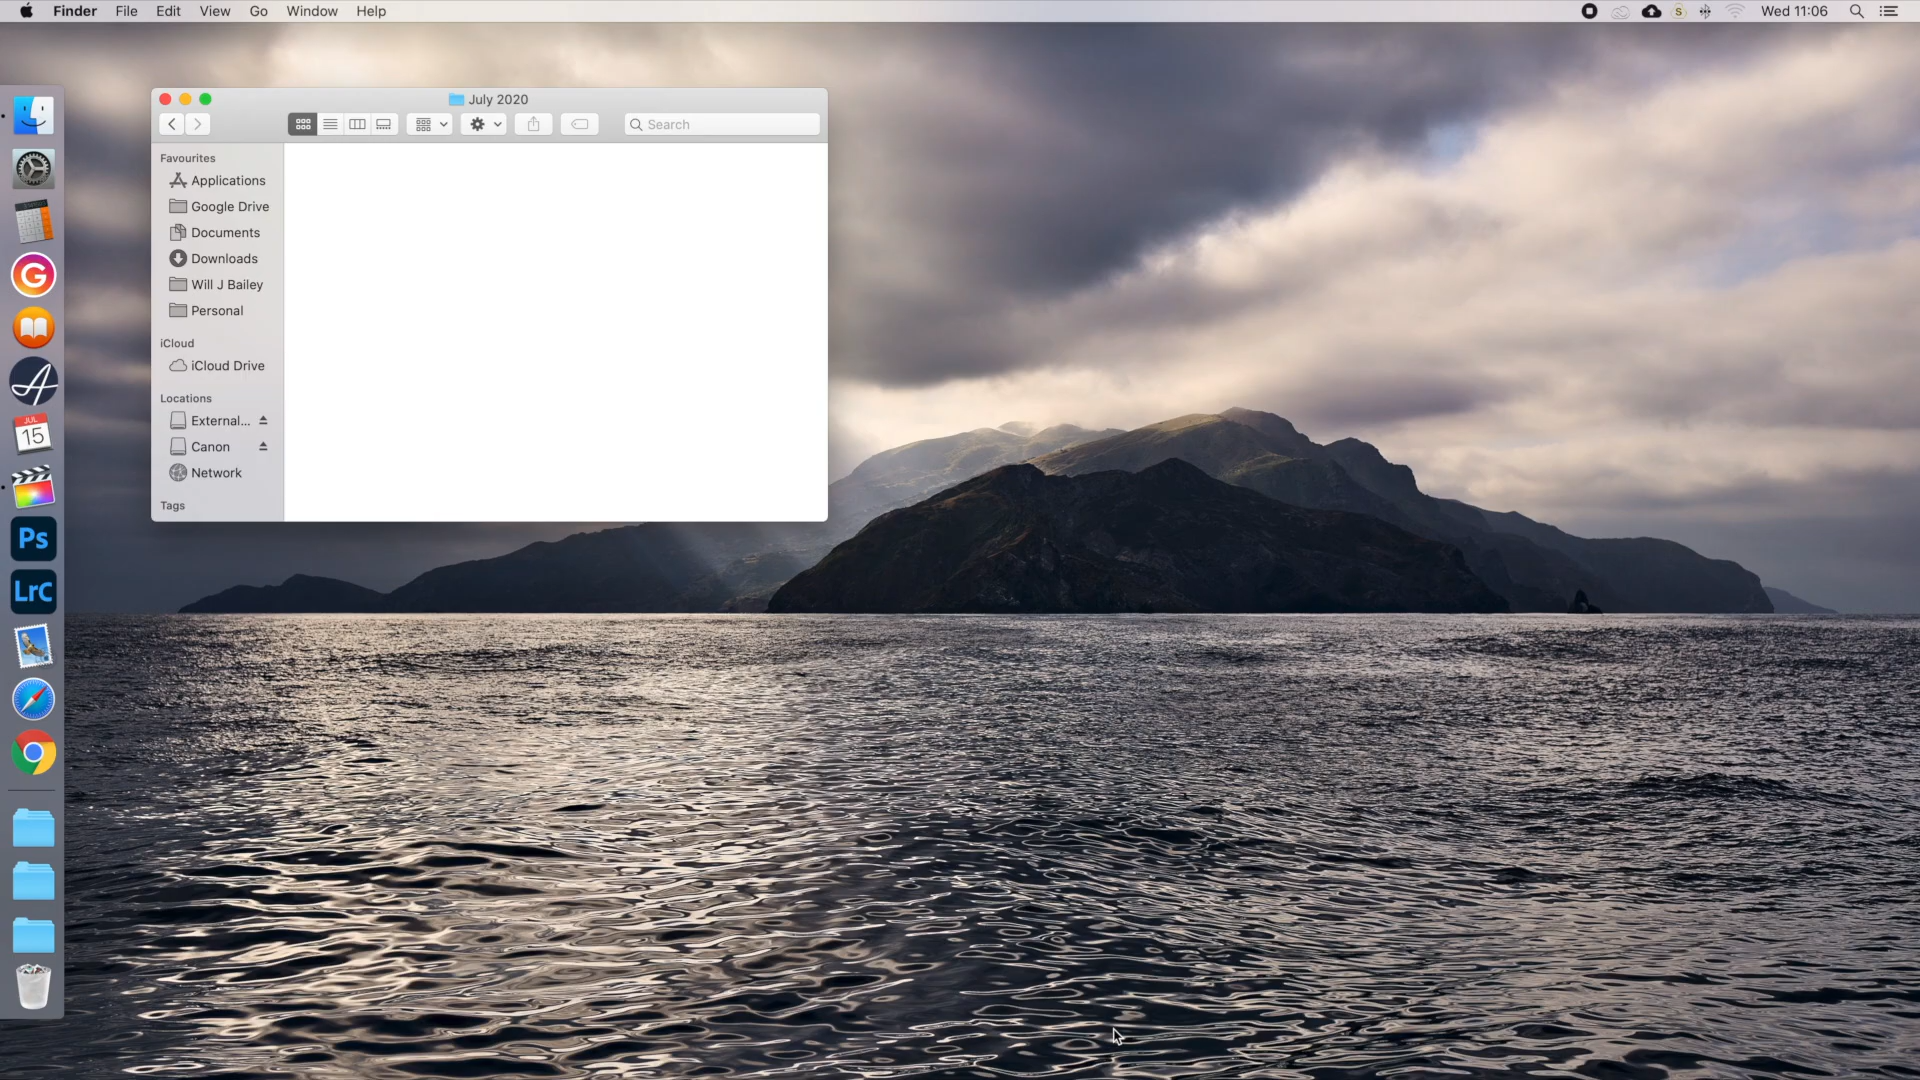 Finder File Edit View Go Window Help
S Wed 11:06
July 2020
Search
Favourites
Applications
Google Drive
Documents
Downloads
Will J Bailey
Personal
iCloud
iCloud Drive
Locations
External...
Canon
Network
Tags
G
A
JUL
15
Ps
LrC